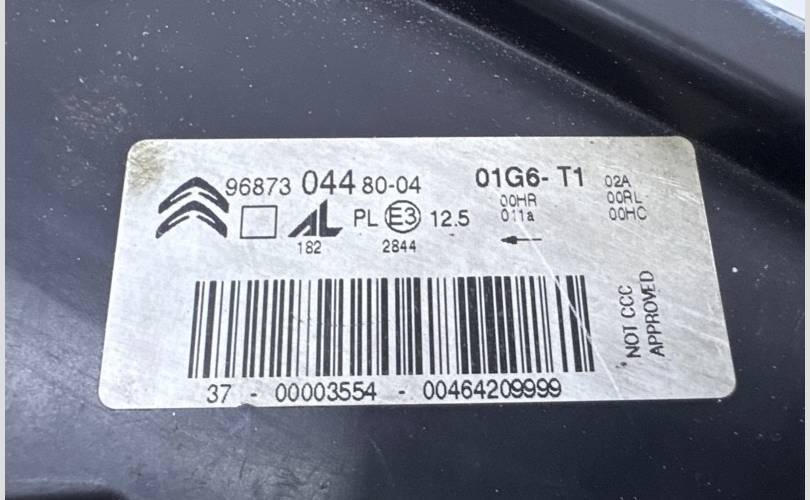 96873 044 80-04 01G6- T1 02A
00HR 00RL
AL PL E3 12.5 011a 00HC
182 2844
NOT CCC
APPROVED
37 - 00003554 - 00464209999